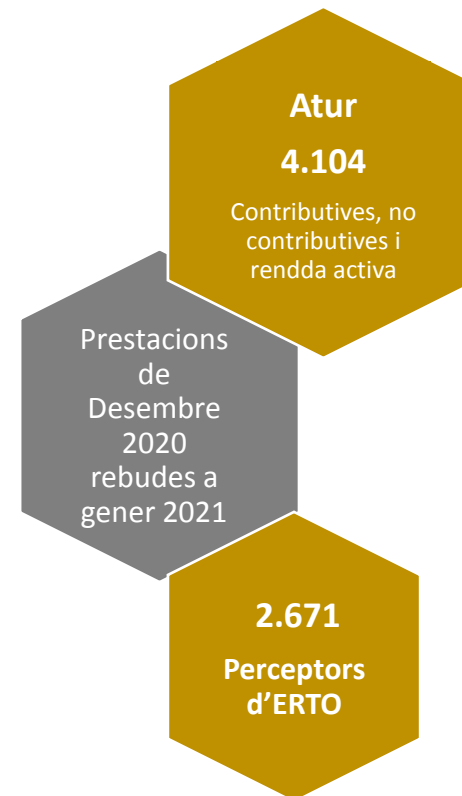 Atur
4.104
Contributives, no
contributives i
rendda activa
Prestacions
de
Desembre
2020
rebudes a
gener 2021
2.671
Perceptors
d’ERTO